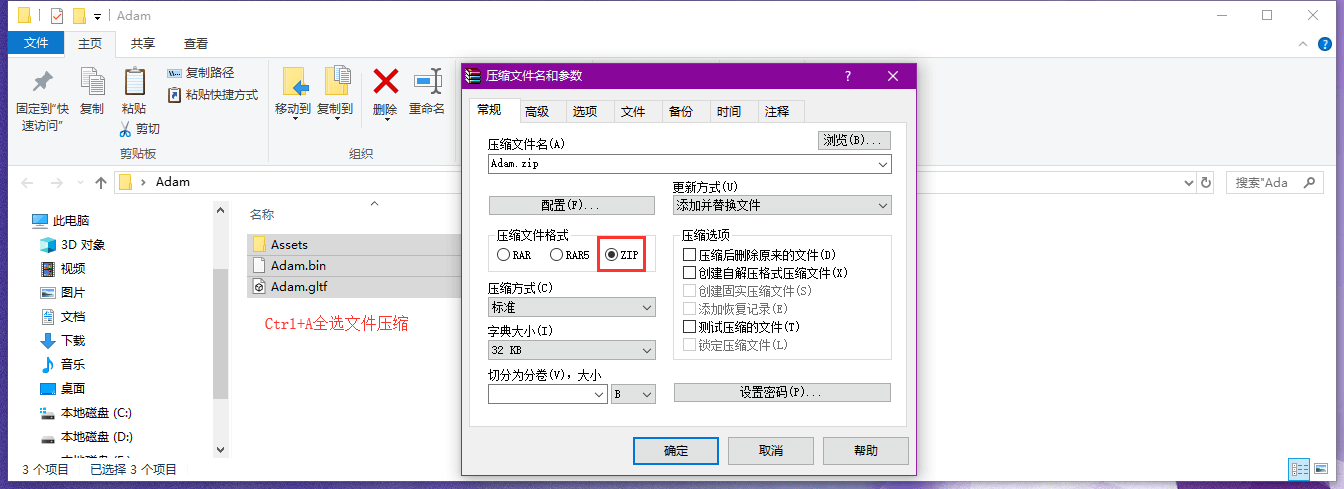 Adam
文件 主页 共享 查看
固定到“快速访问”
复制
粘贴
复制路径
粘贴快捷方式
剪切
剪贴板
移动到 复制到 删除 重命名
组织
Adam
搜索"Ada
此电脑
3D 对象
视频
图片
文档
下载
音乐
桌面
本地磁盘 (C:)
本地磁盘 (D:)
名称
Assets
Adam.bin
Adam.gltf
Ctrl+A全选文件压缩
3 个项目 已选择 3 个项目
压缩文件名和参数
?
常规 高级 选项 文件 备份 时间 注释
压缩文件名(A)
浏览(B)...
Adam.zip
配置(F)...
更新方式(U)
添加并替换文件
压缩文件格式
RAR RAR5 ZIP
压缩方式(C)
标准
字典大小(I)
32 KB
切分为分卷(V)，大小
B
压缩选项
压缩后删除原来的文件(D)
创建自解压格式压缩文件(X)
创建固实压缩文件(S)
添加恢复记录(E)
测试压缩的文件(T)
锁定压缩文件(L)
设置密码(P)...
确定 取消 帮助